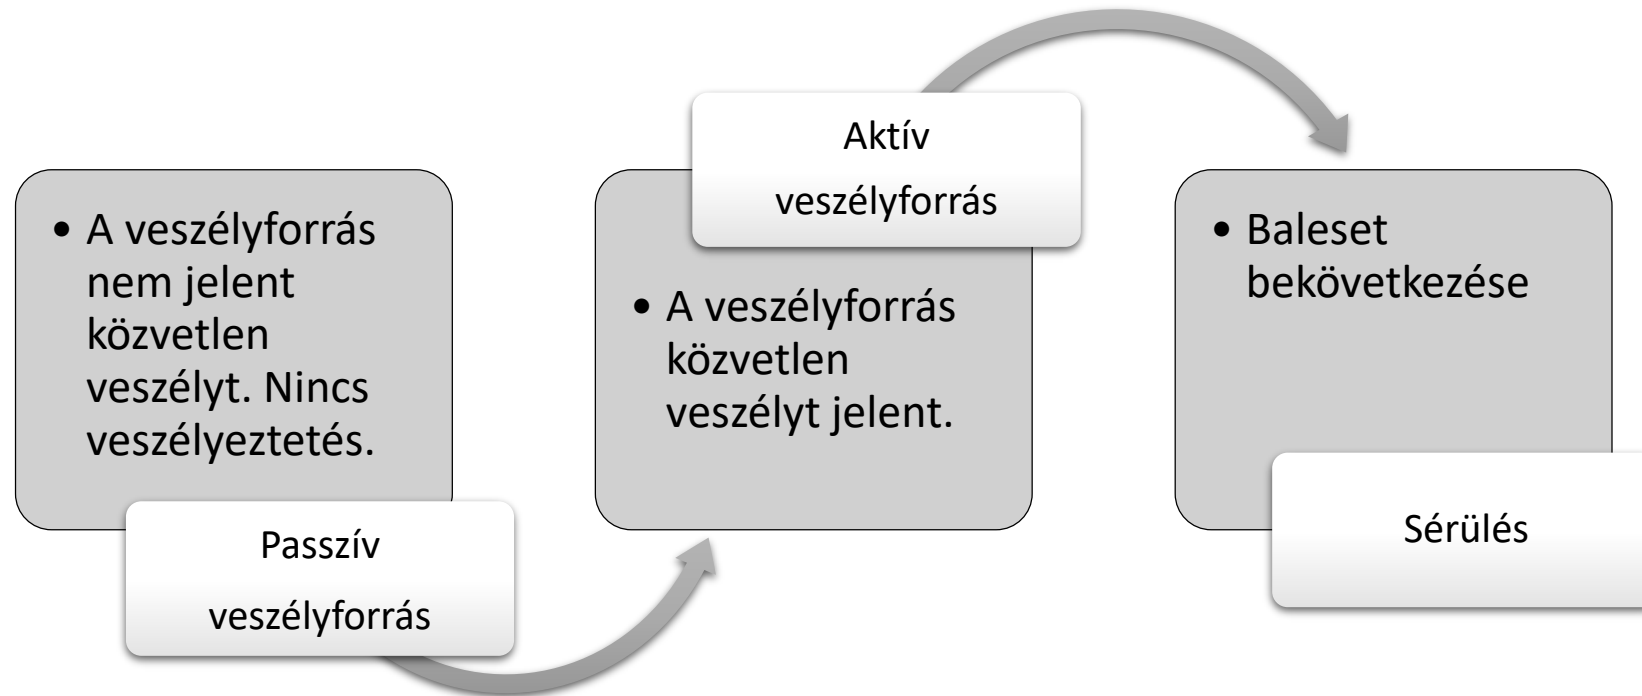 • A veszélyforrás
nem jelent
közvetlen
veszélyt. Nincs
veszélyeztetés.
Passzív
veszélyforrás
Aktív
veszélyforrás
• A veszélyforrás
közvetlen
veszélyt jelent.
• Baleset
bekövetkezése
Sérülés